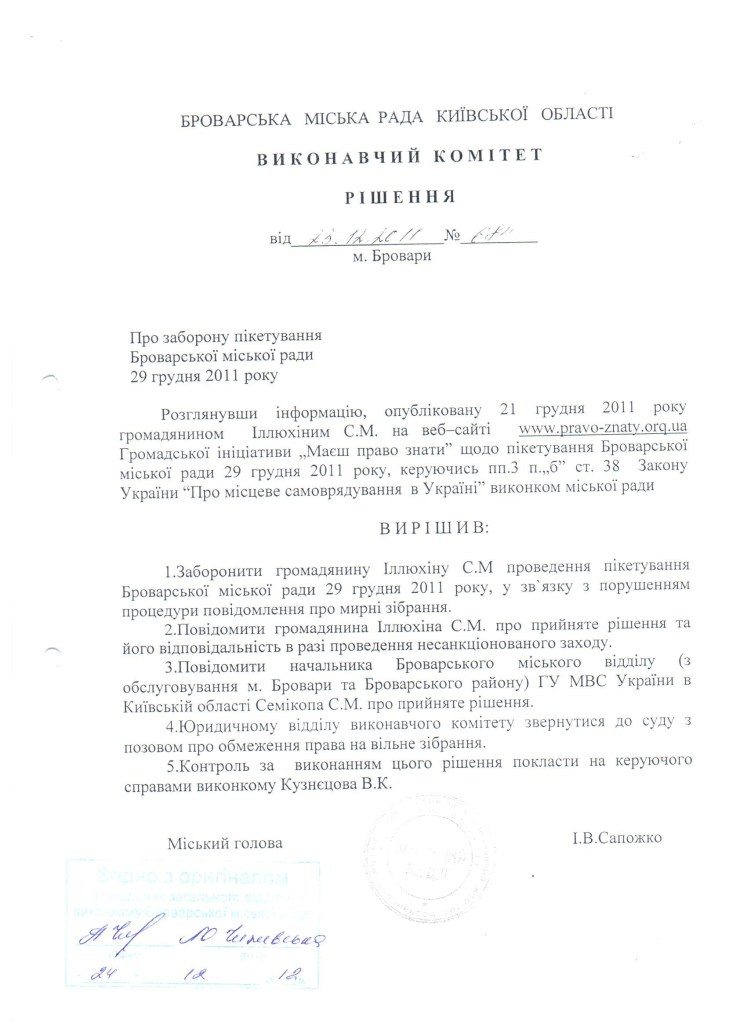 БРОВАРСЬКА МІСЬКА РАДА КИЇВСЬКОЇ ОБЛАСТІ
ВИКОНАВЧИЙ КОМІТЕТ
РІШЕННЯ
від 23.12.2011 №
м. Бровари
Про заборону пікетування
Броварської міської ради
29 грудня 2011 року
Розглянувши інформацію, опубліковану 21 грудня 2011 року
громадянином Іллюхіним С.М. на веб–сайті www.pravo-znaty.orq.ua
Громадської ініціативи „Маєш право знати” щодо пікетування Броварської
міської ради 29 грудня 2011 року, керуючись пп.3 п.„б” ст. 38 Закону
України “Про місцеве самоврядування в Україні” виконком міської ради
ВИРІШИВ:
1.Заборонити громадянину Іллюхіну С.М проведення пікетування
Броварської міської ради 29 грудня 2011 року, у зв`язку з порушенням
процедури повідомлення про мирні зібрання.
2.Повідомити громадянина Іллюхіна С.М. про прийняте рішення та
його відповідальність в разі проведення несанкціонованого заходу.
3.Повідомити начальника Броварського міського відділу (з
обслуговування м. Бровари та Броварського району) ГУ МВС України в
Київській області Семікопа С.М. про прийняте рішення.
4.Юридичному відділу виконавчого комітету звернутися до суду з
позовом про обмеження права на вільне зібрання.
5.Контроль за виконанням цього рішення покласти на керуючого
справами виконкому Кузнєцова В.К.
Міський голова І.В.Сапожко
Згідно з оригіналом
загального відділу
виконкому Броварської міської ради
24 12 12